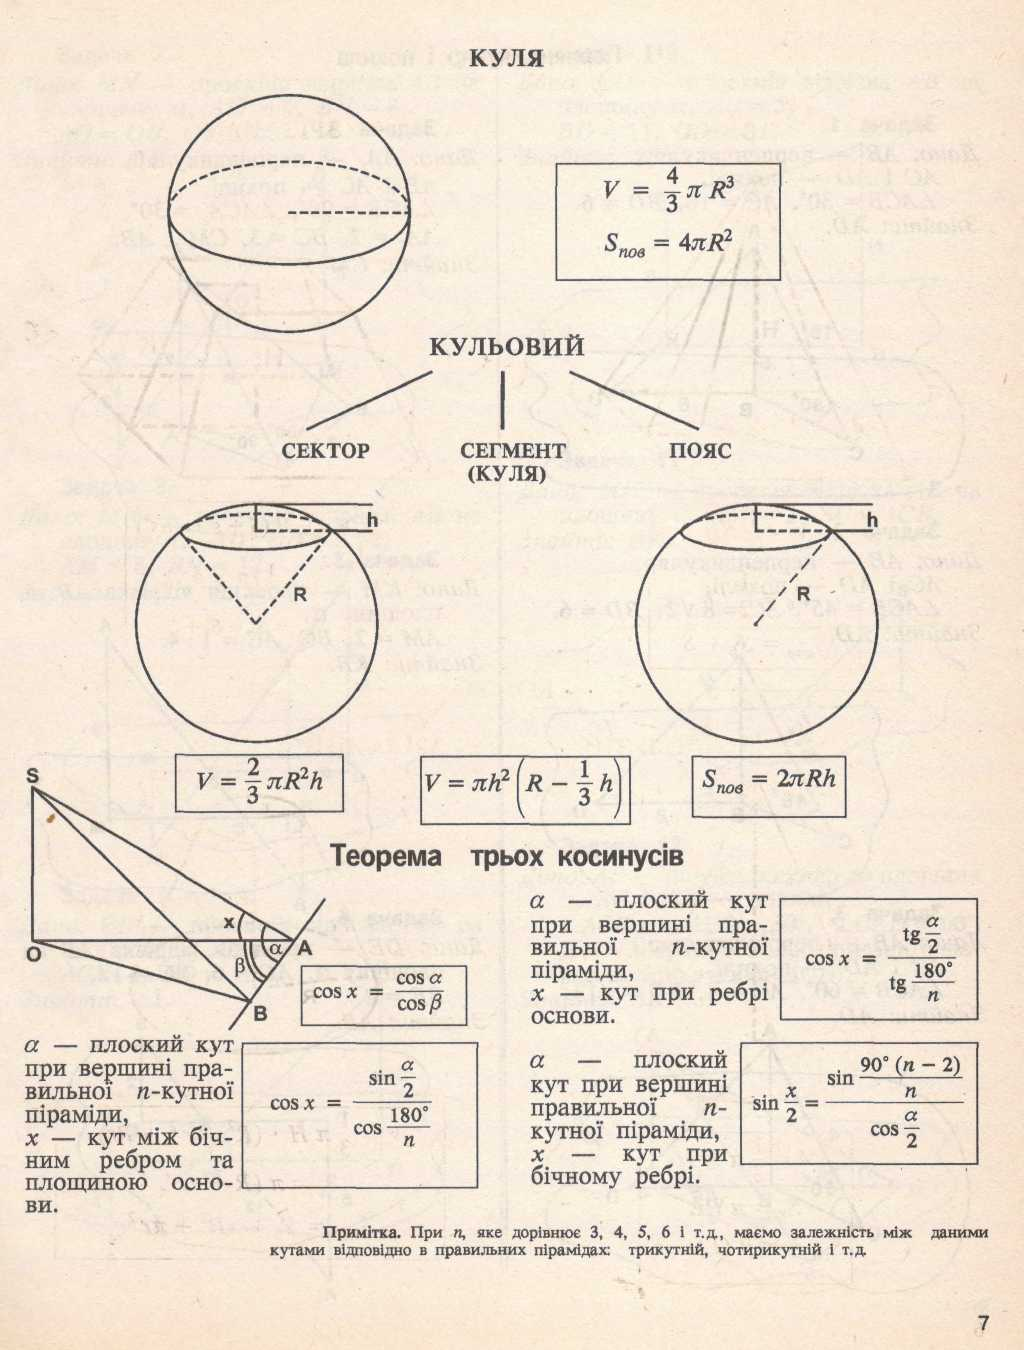 КУЛЯ
V = 4/3 π R³
Sпов = 4πR²
КУЛЬОВИЙ
СЕКТОР
СЕГМЕНТ
(КУЛЯ)
ПОЯС
h
R
h
R
V = 2/3 πR²h
V = πh² (R − 1/3 h)
Sпов = 2πRh
S
O
x
α
A
β
B
Теорема трьох косинусів
cos x = cos α / cos β
α — плоский кут
при вершині пра-
вильної n-кутної
піраміди,
x — кут при ребрі
основи.
cos x = tg α/2 / tg 180°/n
α — плоский кут
при вершині пра-
вильної n-кутної
піраміди,
x — кут між біч-
ним ребром та
площиною осно-
ви.
cos x = sin α/2 / cos 180°/n
α — плоский
кут при вершині
правильної n-
кутної піраміди,
x — кут при
бічному ребрі.
sin x/2 = sin 90° (n − 2)/n / cos α/2
Примітка. При n, яке дорівнює 3, 4, 5, 6 і т.д., маємо залежність між даними
кутами відповідно в правильних пірамідах: трикутній, чотирикутній і т.д.
7